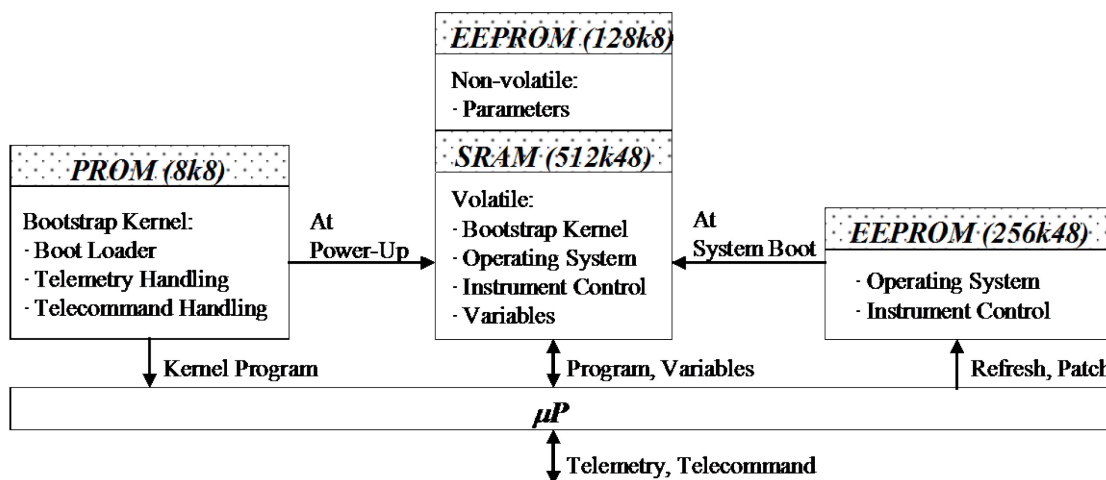 EEPROM (128k8)
Non-volatile:
- Parameters
SRAM (512k48)
Volatile:
- Bootstrap Kernel
- Operating System
- Instrument Control
- Variables
PROM (8k8)
Bootstrap Kernel:
- Boot Loader
- Telemetry Handling
- Telecommand Handling
At
Power-Up
At
System Boot
EEPROM (256k48)
- Operating System
- Instrument Control
Kernel Program
Program, Variables
Refresh, Patch
μP
Telemetry, Telecommand